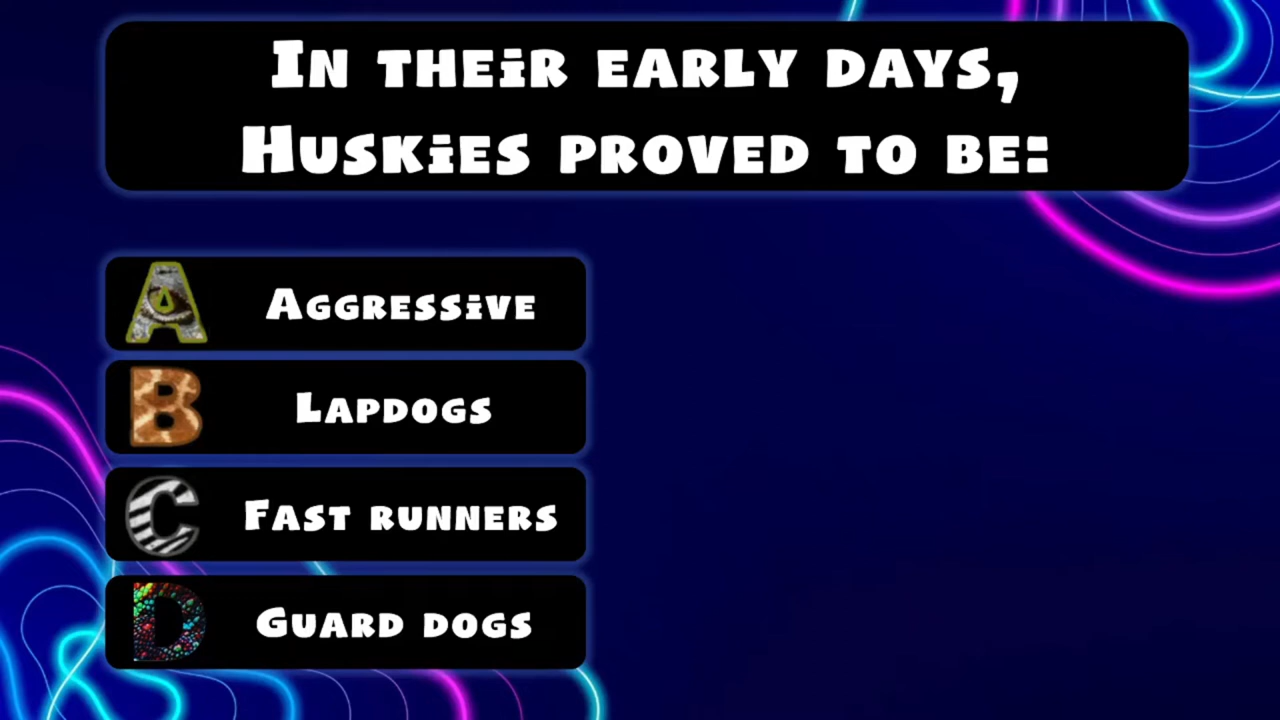 In their early days,
Huskies proved to be:
A Aggressive
B Lapdogs
C Fast runners
D Guard dogs